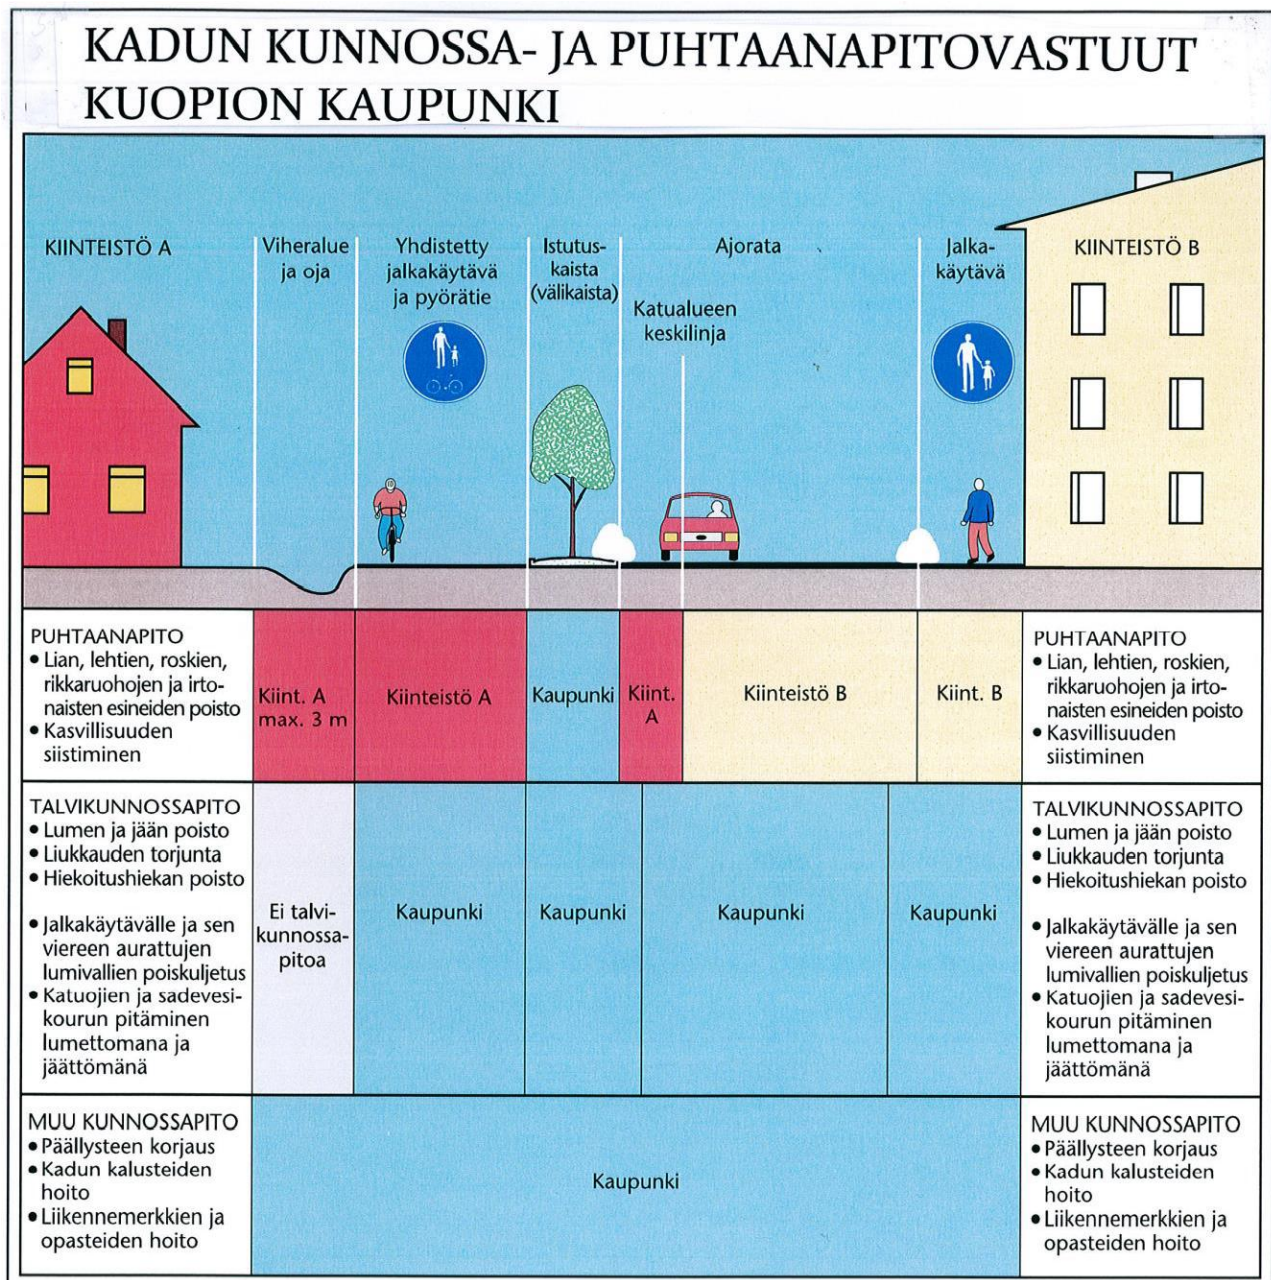 KADUN KUNNOSSA- JA PUHTAANAPITOVASTUUT
KUOPION KAUPUNKI
KIINTEISTÖ A
Viheralue
ja oja
Yhdistetty
jalkakäytävä
ja pyörätie
Istutus-
kaista
(välikaista)
Ajorata
Katualueen
keskilinja
Jalka-
käytävä
KIINTEISTÖ B
PUHTAANAPITO
• Lian, lehtien, roskien,
rikkaruohojen ja irto-
naisten esineiden poisto
• Kasvillisuuden
siistiminen
Kiint. A
max. 3 m
Kiinteistö A
Kaupunki
Kiint.
A
Kiinteistö B
Kiint. B
PUHTAANAPITO
• Lian, lehtien, roskien,
rikkaruohojen ja irto-
naisten esineiden poisto
• Kasvillisuuden
siistiminen
TALVIKUNNOSSAPITO
• Lumen ja jään poisto
• Liukkauden torjunta
• Hiekoitushiekan poisto
• Jalkakäytävälle ja sen
viereen aurattujen
lumivallien poiskuljetus
• Katuojien ja sadevesi-
kourun pitäminen
lumettomana ja
jäättömänä
Ei talvi-
kunnossa-
pitoa
Kaupunki
Kaupunki
Kaupunki
Kaupunki
TALVIKUNNOSSAPITO
• Lumen ja jään poisto
• Liukkauden torjunta
• Hiekoitushiekan poisto
• Jalkakäytävälle ja sen
viereen aurattujen
lumivallien poiskuljetus
• Katuojien ja sadevesi-
kourun pitäminen
lumettomana ja
jäättömänä
MUU KUNNOSSAPITO
• Päällysteen korjaus
• Kadun kalusteiden
hoito
• Liikennemerkkien ja
opasteiden hoito
Kaupunki
MUU KUNNOSSAPITO
• Päällysteen korjaus
• Kadun kalusteiden
hoito
• Liikennemerkkien ja
opasteiden hoito